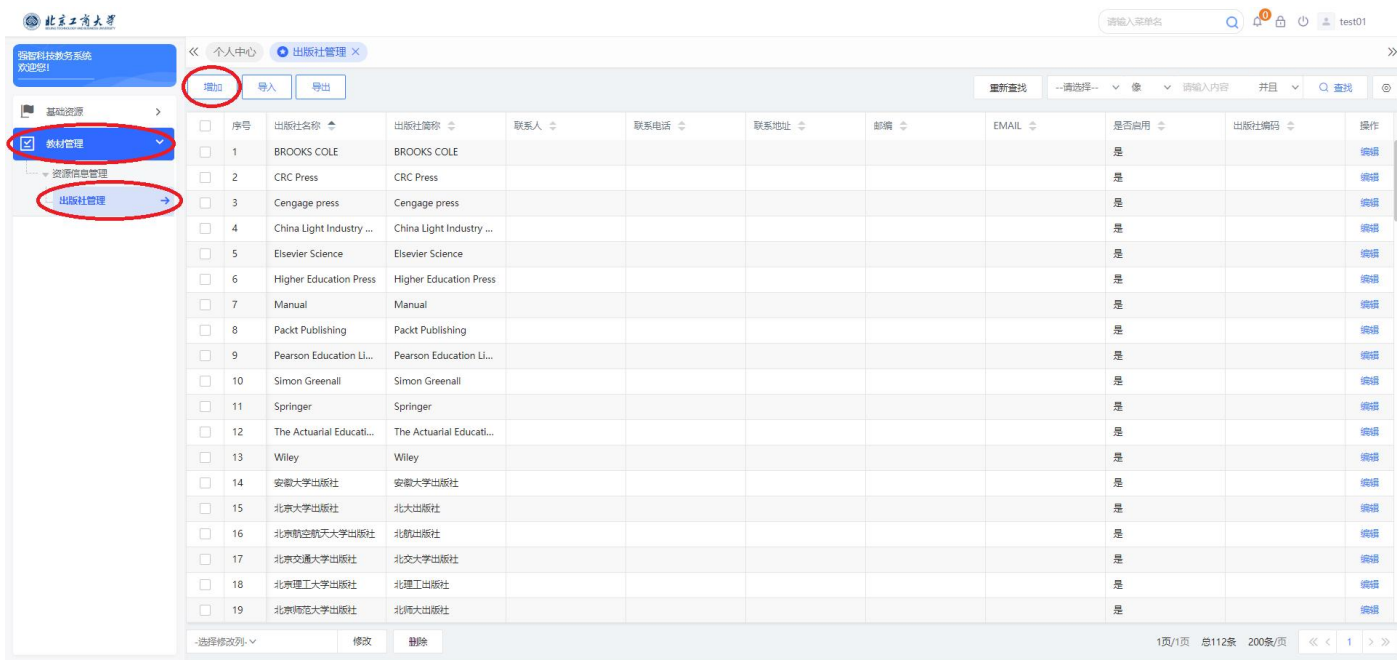 北京工商大学
请输入菜单名
0
test01
强智科技教务系统
欢迎您!
个人中心 出版社管理
增加 导入 导出
重新查找 --请选择-- 像 请输入内容 并且 查找
基础资源
教材管理
资源信息管理
出版社管理
序号 出版社名称 出版社简称 联系人 联系电话 联系地址 邮编 EMAIL 是否启用 出版社编码 操作
1 BROOKS COLE BROOKS COLE 是 编辑
2 CRC Press CRC Press 是 编辑
3 Cengage press Cengage press 是 编辑
4 China Light Industry ... China Light Industry ... 是 编辑
5 Elsevier Science Elsevier Science 是 编辑
6 Higher Education Press Higher Education Press 是 编辑
7 Manual Manual 是 编辑
8 Packt Publishing Packt Publishing 是 编辑
9 Pearson Education Li... Pearson Education Li... 是 编辑
10 Simon Greenall Simon Greenall 是 编辑
11 Springer Springer 是 编辑
12 The Actuarial Educati... The Actuarial Educati... 是 编辑
13 Wiley Wiley 是 编辑
14 安徽大学出版社 安徽大学出版社 是 编辑
15 北京大学出版社 北大出版社 是 编辑
16 北京航空航天大学出版社 北航出版社 是 编辑
17 北京交通大学出版社 北交大学出版社 是 编辑
18 北京理工大学出版社 北理工出版社 是 编辑
19 北京师范大学出版社 北师大出版社 是 编辑
-选择修改列- 修改 删除
1页/1页 总112条 200条/页 1